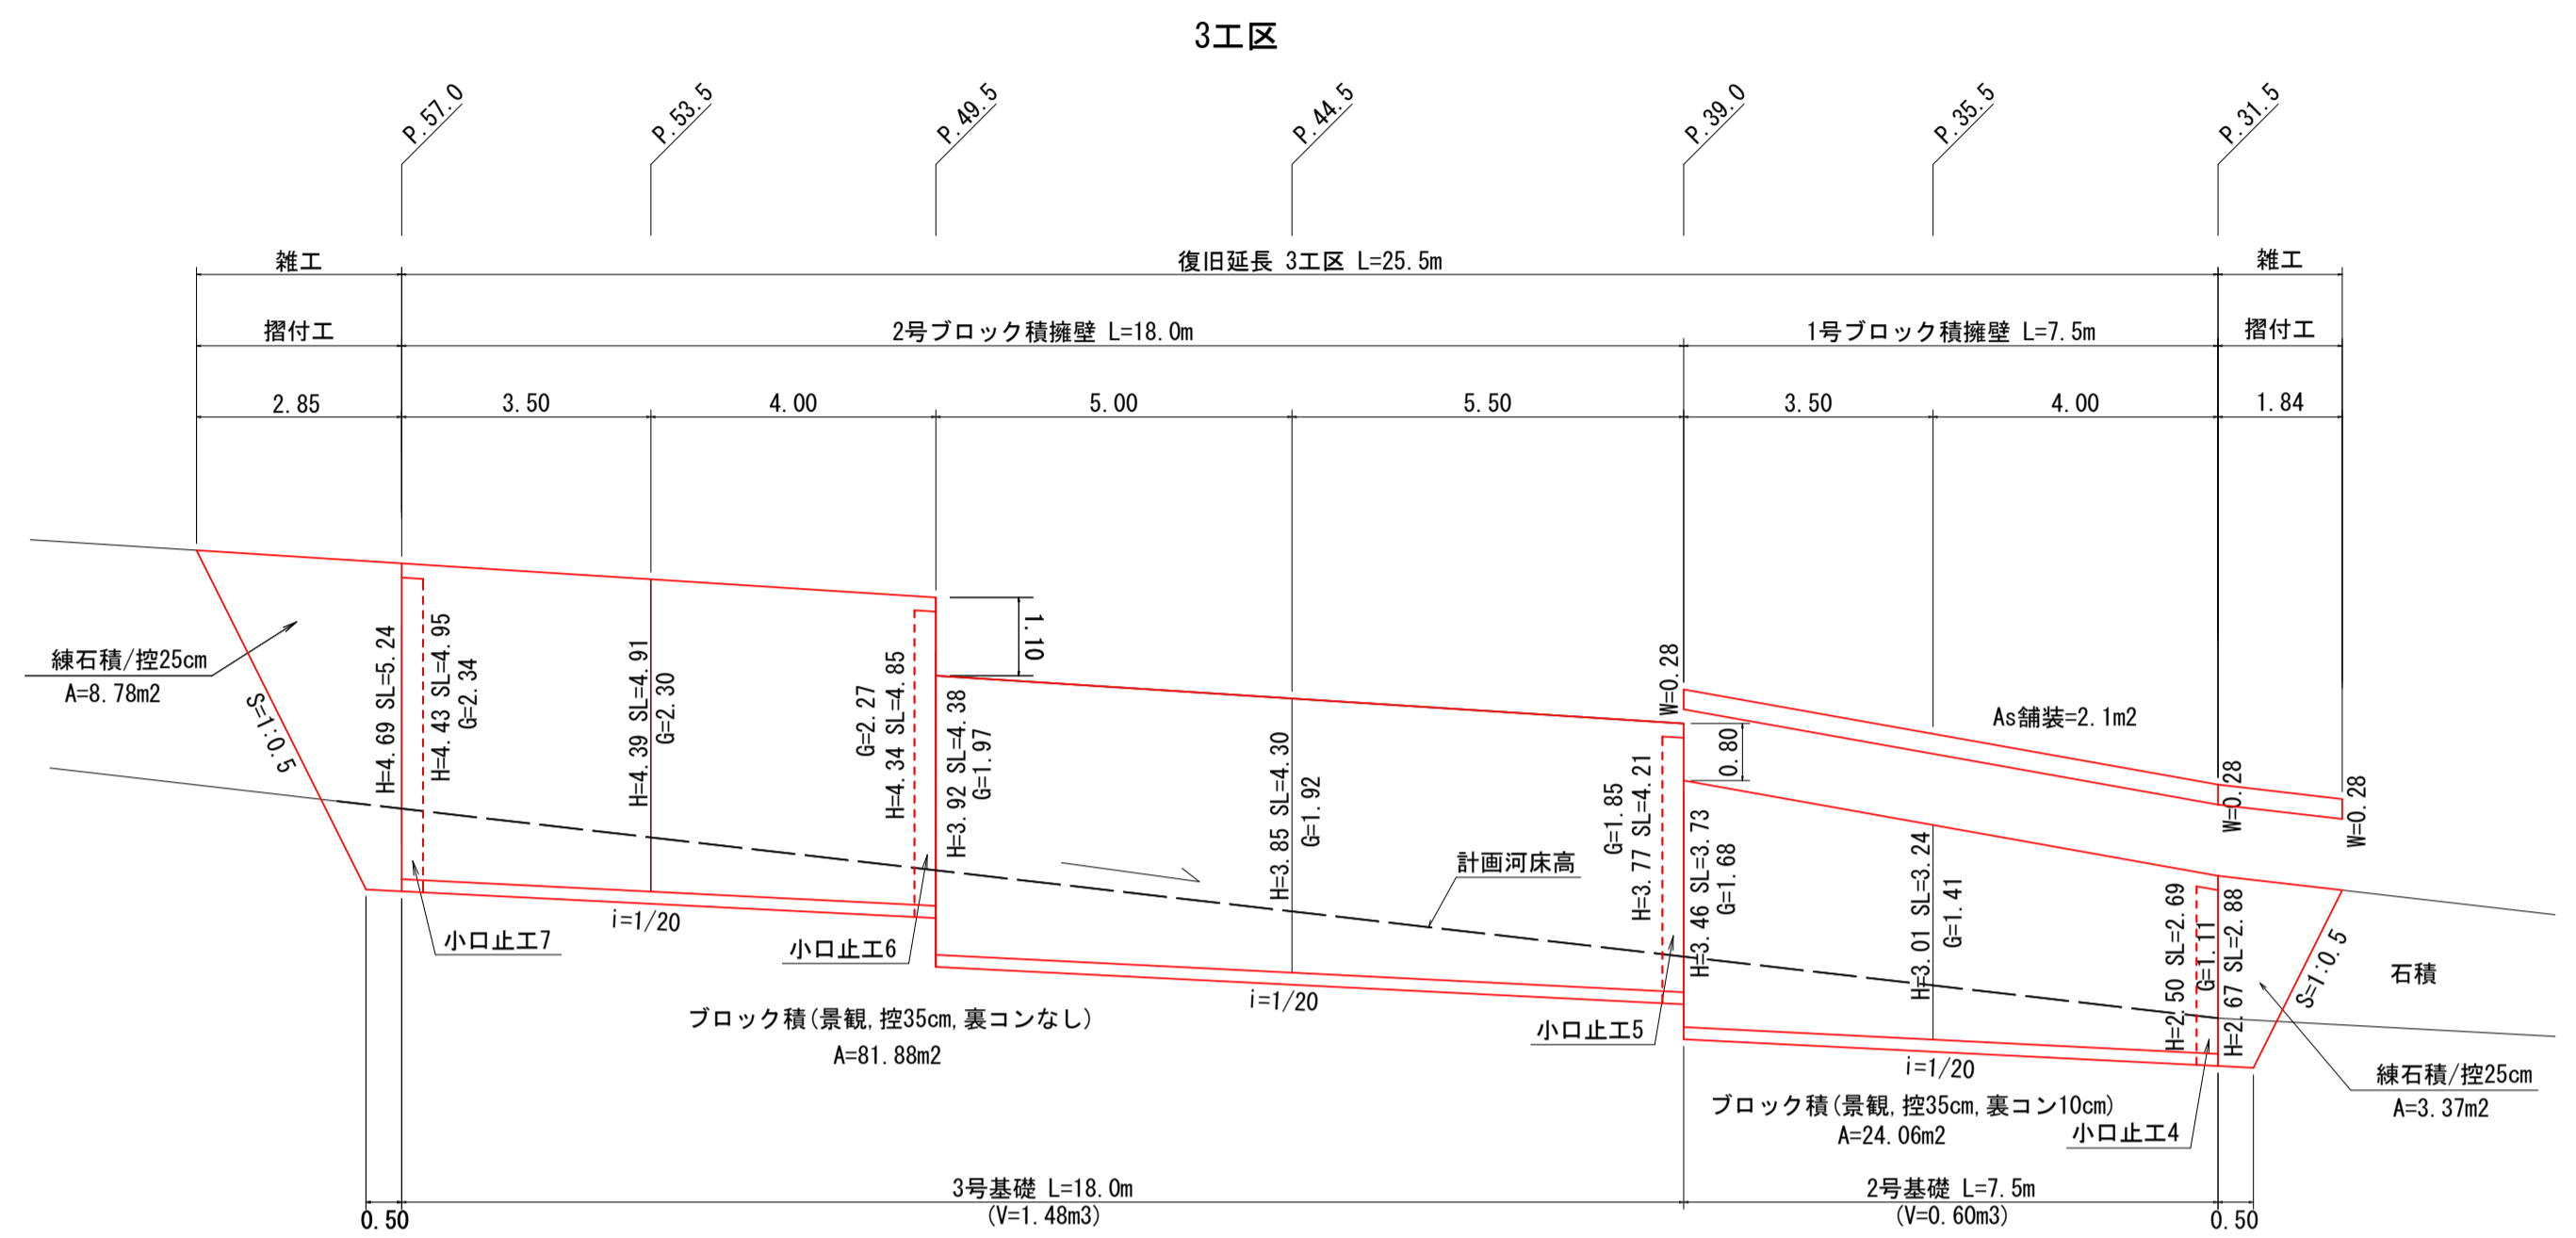 3工区
P.57.0
P.53.5
P.49.5
P.44.5
P.39.0
P.35.5
P.31.5
雑工
復旧延長 3工区 L=25.5m
雑工
摺付工
2号ブロック積擁壁 L=18.0m
1号ブロック積擁壁 L=7.5m
摺付工
2.85
3.50
4.00
5.00
5.50
3.50
4.00
1.84
練石積/控25cm
A=8.78m2
S=1:0.5
H=4.69 SL=5.24
H=4.43 SL=4.95
G=2.34
H=4.39 SL=4.91
G=2.30
G=2.27
H=4.34 SL=4.85
H=3.92 SL=4.38
G=1.97
1.10
H=3.85 SL=4.30
G=1.92
G=1.85
H=3.77 SL=4.21
W=0.28
0.80
H=3.46 SL=3.73
G=1.68
As舗装=2.1m2
H=3.01 SL=3.24
G=1.41
H=2.50 SL=2.69
G=1.11
H=2.67 SL=2.88
W=0.28
W=0.28
S=1:0.5
石積
計画河床高
小口止工7
i=1/20
小口止工6
i=1/20
小口止工5
i=1/20
小口止工4
ブロック積(景観,控35cm,裏コンなし)
A=81.88m2
ブロック積(景観,控35cm,裏コン10cm)
A=24.06m2
練石積/控25cm
A=3.37m2
0.50
3号基礎 L=18.0m
(V=1.48m3)
2号基礎 L=7.5m
(V=0.60m3)
0.50